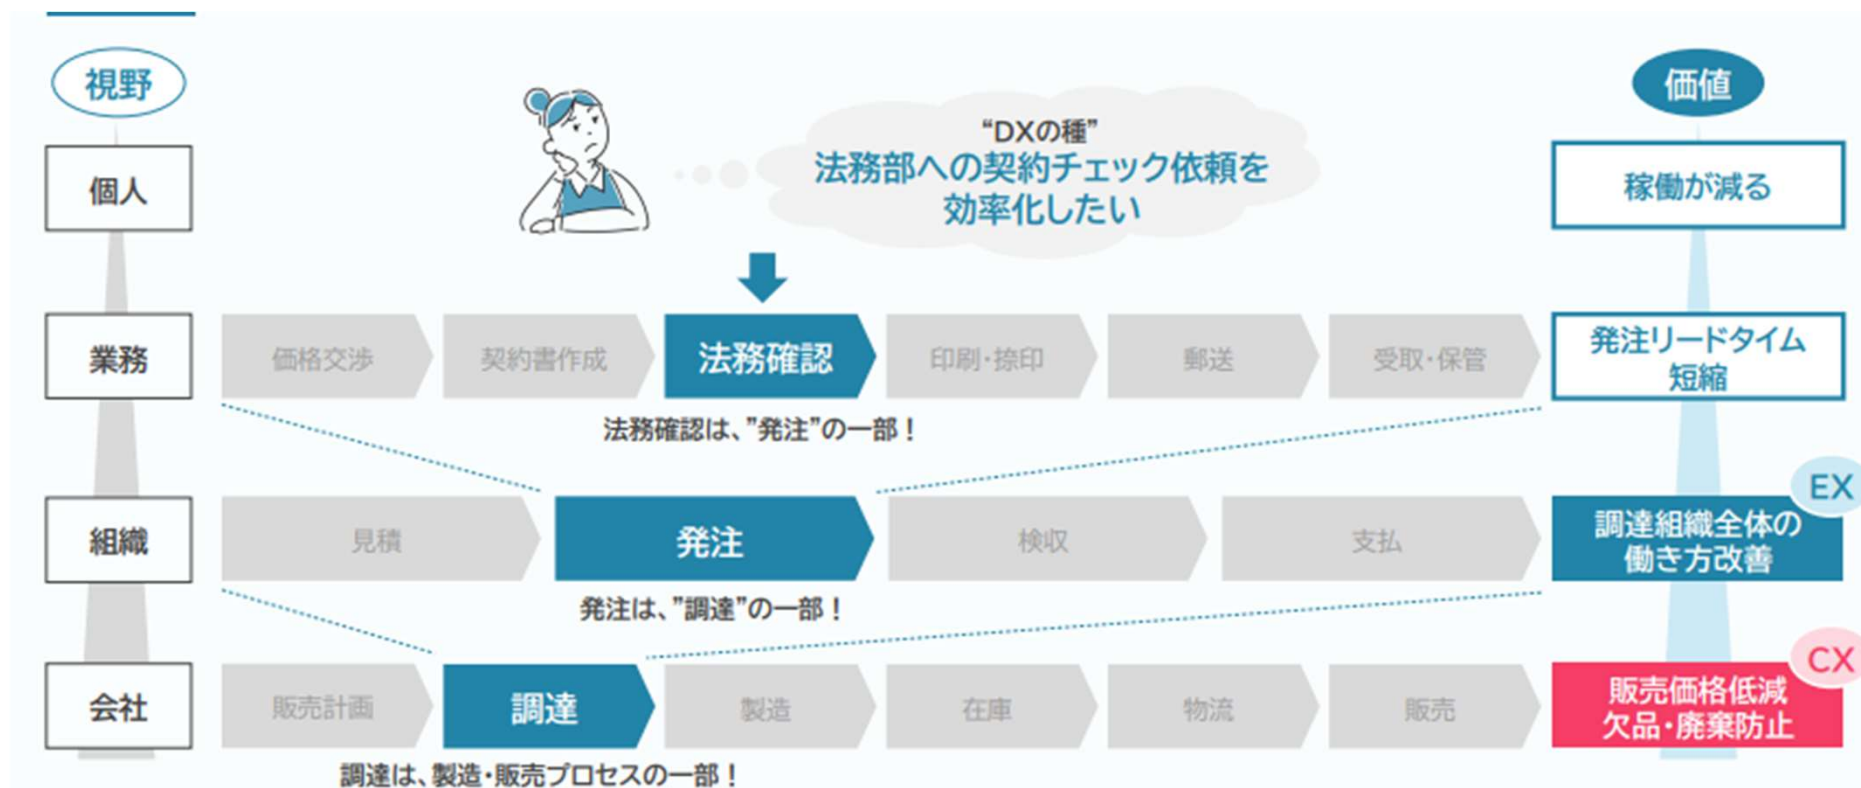 視野
価値
“DXの種”
法務部への契約チェック依頼を
効率化したい
個人
稼働が減る
業務
価格交渉
契約書作成
法務確認
印刷・捺印
郵送
受取・保管
発注リードタイム
短縮
法務確認は、”発注”の一部！
組織
見積
発注
検収
支払
EX
調達組織全体の
働き方改善
発注は、”調達”の一部！
会社
販売計画
調達
製造
在庫
物流
販売
CX
販売価格低減
欠品・廃棄防止
調達は、製造・販売プロセスの一部！